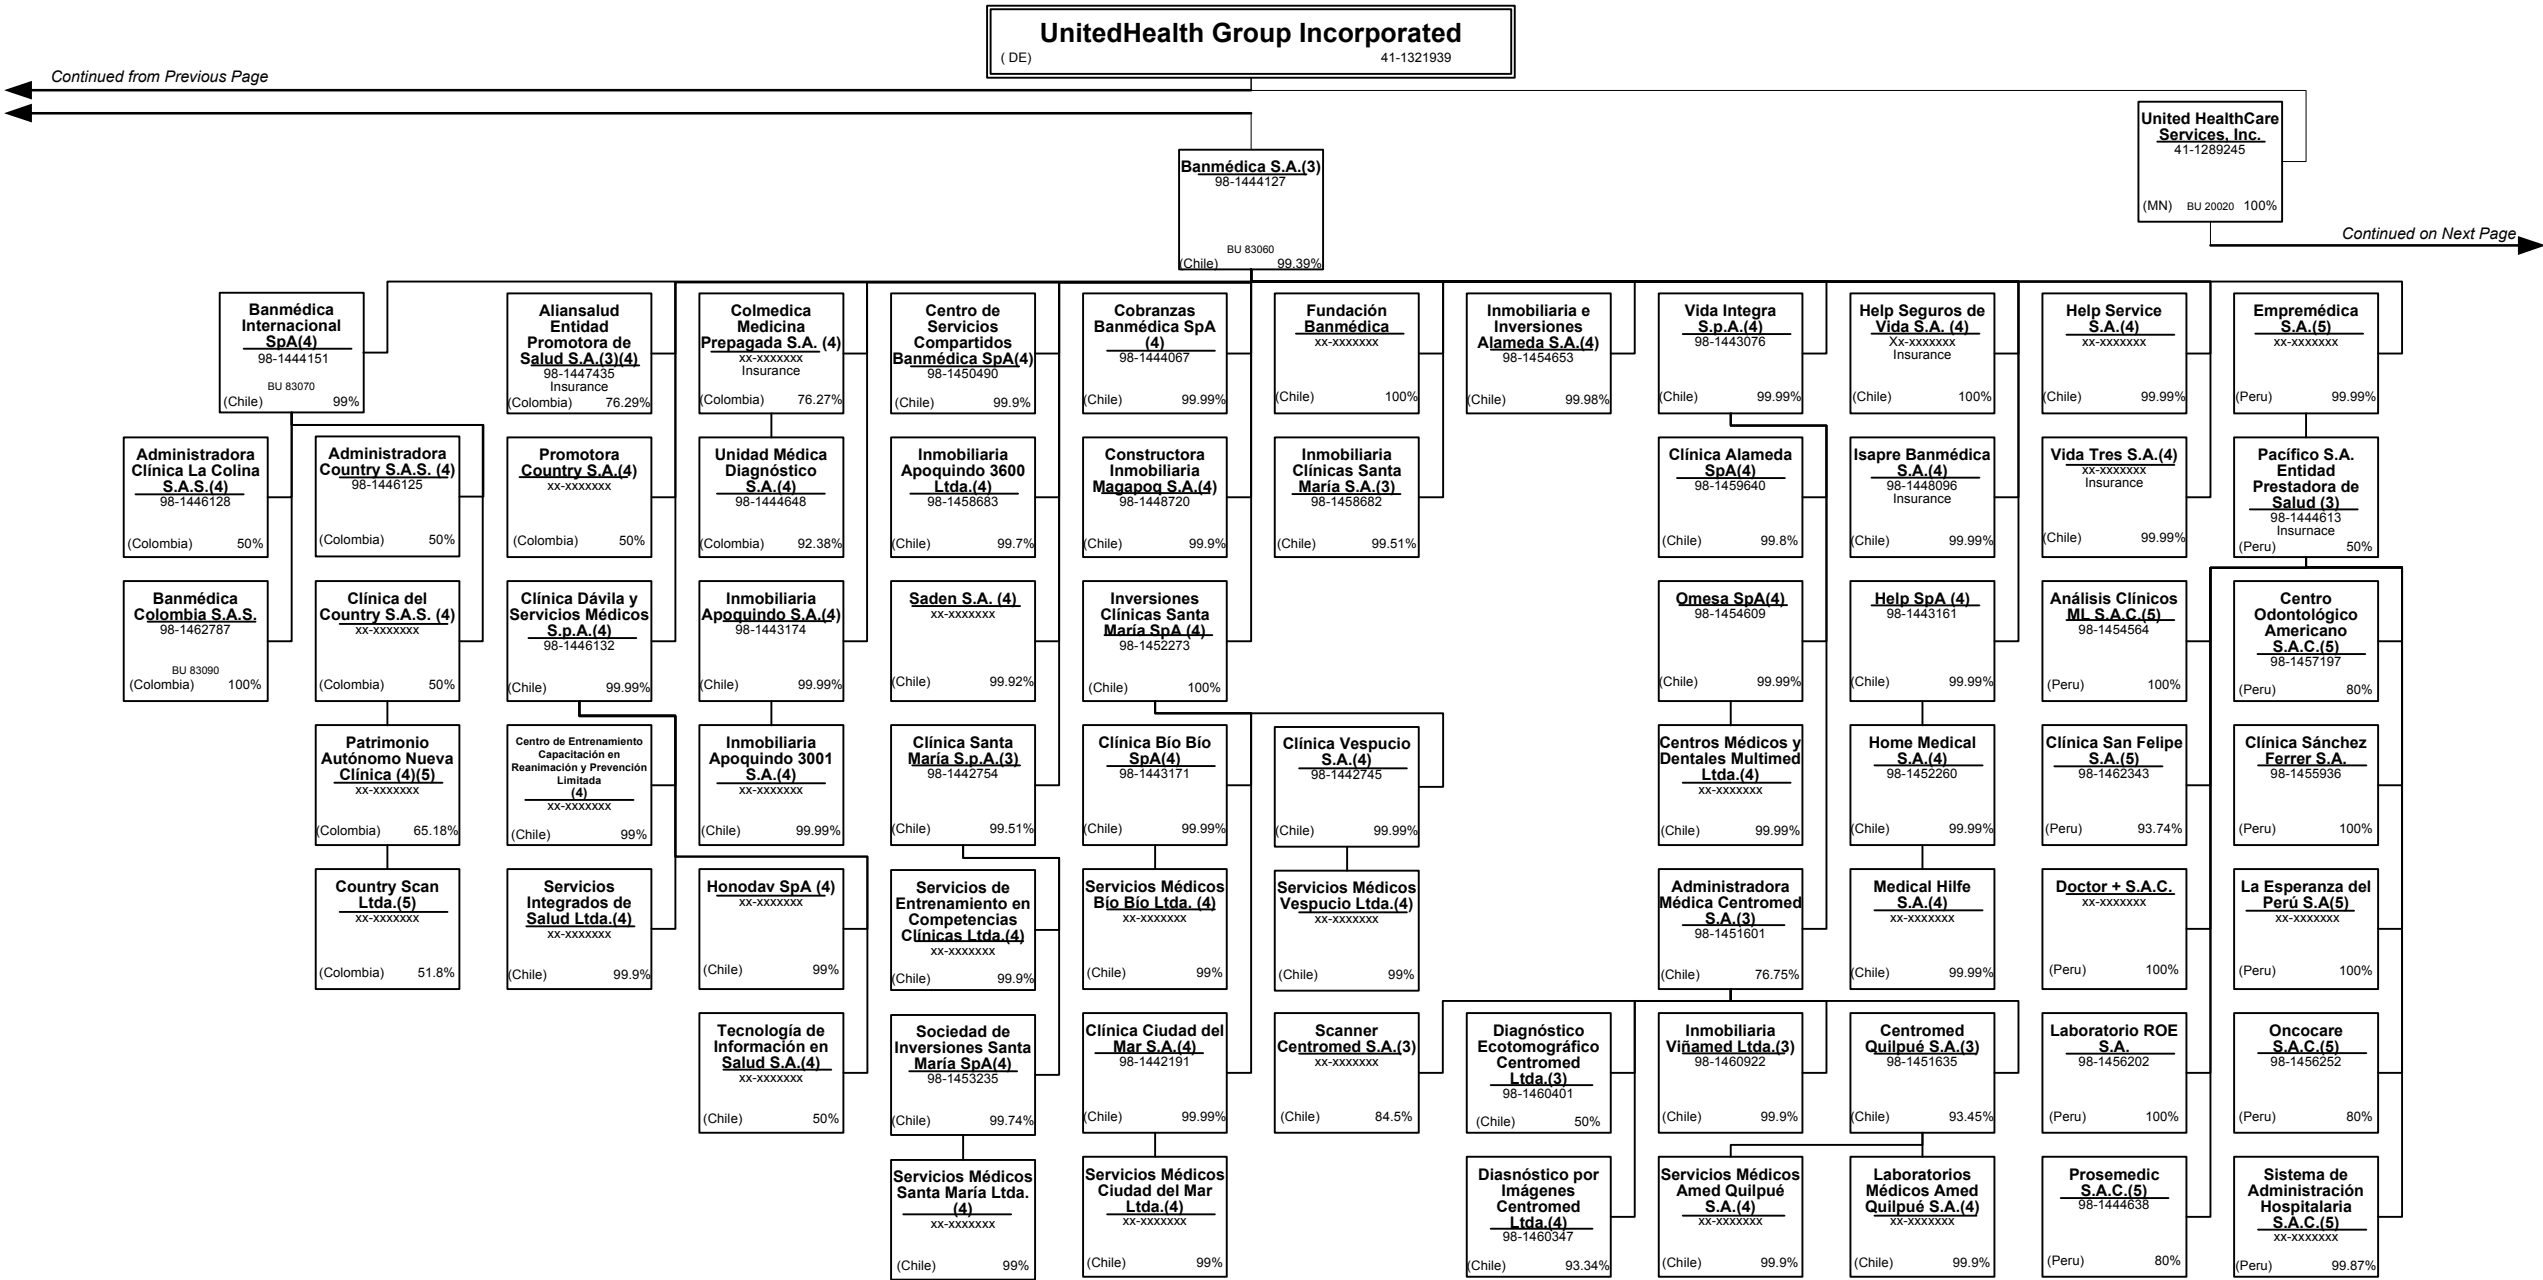 UnitedHealth Group Incorporated
( DE) 41-1321939
Continued from Previous Page
United HealthCare
Services, Inc.
41-1289245
(MN) BU 20020 100%
Continued on Next Page
Banmédica S.A.(3)
98-1444127
BU 83060
(Chile) 99.39%
Banmédica
Internacional
SpA(4)
98-1444151
BU 83070
(Chile) 99%
Aliansalud
Entidad
Promotora de
Salud S.A.(3)(4)
98-1447435
Insurance
(Colombia) 76.29%
Colmedica
Medicina
Prepagada S.A. (4)
xx-xxxxxxx
Insurance
(Colombia) 76.27%
Centro de
Servicios
Compartidos
Banmédica SpA(4)
98-1450490
(Chile) 99.9%
Cobranzas
Banmédica SpA
(4)
98-1444067
(Chile) 99.99%
Fundación
Banmédica
xx-xxxxxxx
(Chile) 100%
Inmobiliaria e
Inversiones
Alameda S.A.(4)
98-1454653
(Chile) 99.98%
Vida Integra
S.p.A.(4)
98-1443076
(Chile) 99.99%
Help Seguros de
Vida S.A. (4)
Xx-xxxxxxx
Insurance
(Chile) 100%
Help Service
S.A.(4)
xx-xxxxxxx
(Chile) 99.99%
Empremédica
S.A.(5)
xx-xxxxxxx
(Peru) 99.99%
Administradora
Clínica La Colina
S.A.S.(4)
98-1446128
(Colombia) 50%
Administradora
Country S.A.S. (4)
98-1446125
(Colombia) 50%
Promotora
Country S.A.(4)
xx-xxxxxxx
(Colombia) 50%
Unidad Médica
Diagnóstico
S.A.(4)
98-1444648
(Colombia) 92.38%
Inmobiliaria
Apoquindo 3600
Ltda.(4)
98-1458683
(Chile) 99.7%
Constructora
Inmobiliaria
Magapoq S.A.(4)
98-1448720
(Chile) 99.9%
Inmobiliaria
Clínicas Santa
María S.A.(3)
98-1458682
(Chile) 99.51%
Clínica Alameda
SpA(4)
98-1459640
(Chile) 99.8%
Isapre Banmédica
S.A.(4)
98-1448096
Insurance
(Chile) 99.99%
Vida Tres S.A.(4)
xx-xxxxxxx
Insurance
(Chile) 99.99%
Pacífico S.A.
Entidad
Prestadora de
Salud (3)
98-1444613
Insurnace
(Peru) 50%
Banmédica
Colombia S.A.S.
98-1462787
BU 83090
(Colombia) 100%
Clínica del
Country S.A.S. (4)
xx-xxxxxxx
(Colombia) 50%
Clínica Dávila y
Servicios Médicos
S.p.A.(4)
98-1446132
(Chile) 99.99%
Inmobiliaria
Apoquindo S.A.(4)
98-1443174
(Chile) 99.99%
Saden S.A. (4)
xx-xxxxxxx
(Chile) 99.92%
Inversiones
Clínicas Santa
María SpA (4)
98-1452273
(Chile) 100%
Omesa SpA(4)
98-1454609
(Chile) 99.99%
Help SpA (4)
98-1443161
(Chile) 99.99%
Análisis Clínicos
ML S.A.C.(5)
98-1454564
(Peru) 100%
Centro
Odontológico
Americano
S.A.C.(5)
98-1457197
(Peru) 80%
Patrimonio
Autónomo Nueva
Clínica (4)(5)
xx-xxxxxxx
(Colombia) 65.18%
Centro de Entrenamiento
Capacitación en
Reanimación y Prevención
Limitada
(4)
xx-xxxxxxx
(Chile) 99%
Inmobiliaria
Apoquindo 3001
S.A.(4)
xx-xxxxxxx
(Chile) 99.99%
Clínica Santa
María S.p.A.(3)
98-1442754
(Chile) 99.51%
Clínica Bío Bío
SpA(4)
98-1443171
(Chile) 99.99%
Clínica Vespucio
S.A.(4)
98-1442745
(Chile) 99.99%
Centros Médicos y
Dentales Multimed
Ltda.(4)
xx-xxxxxxx
(Chile) 99.99%
Home Medical
S.A.(4)
98-1452260
(Chile) 99.99%
Clínica San Felipe
S.A.(5)
98-1462343
(Peru) 93.74%
Clínica Sánchez
Ferrer S.A.
98-1455936
(Peru) 100%
Country Scan
Ltda.(5)
xx-xxxxxxx
(Colombia) 51.8%
Servicios
Integrados de
Salud Ltda.(4)
xx-xxxxxxx
(Chile) 99.9%
Honodav SpA (4)
xx-xxxxxxx
(Chile) 99%
Servicios de
Entrenamiento en
Competencias
Clínicas Ltda.(4)
xx-xxxxxxx
(Chile) 99.9%
Servicios Médicos
Bío Bío Ltda. (4)
xx-xxxxxxx
(Chile) 99%
Servicios Médicos
Vespucio Ltda.(4)
xx-xxxxxxx
(Chile) 99%
Administradora
Médica Centromed
S.A.(3)
98-1451601
(Chile) 76.75%
Medical Hilfe
S.A.(4)
xx-xxxxxxx
(Chile) 99.99%
Doctor + S.A.C.
xx-xxxxxxx
(Peru) 100%
La Esperanza del
Perú S.A(5)
xx-xxxxxxx
(Peru) 100%
Tecnología de
Información en
Salud S.A.(4)
xx-xxxxxxx
(Chile) 50%
Sociedad de
Inversiones Santa
María SpA(4)
98-1453235
(Chile) 99.74%
Clínica Ciudad del
Mar S.A.(4)
98-1442191
(Chile) 99.99%
Scanner
Centromed S.A.(3)
xx-xxxxxxx
(Chile) 84.5%
Diagnóstico
Ecotomográfico
Centromed
Ltda.(3)
98-1460401
(Chile) 50%
Inmobiliaria
Viñamed Ltda.(3)
98-1460922
(Chile) 99.9%
Centromed
Quilpué S.A.(3)
98-1451635
(Chile) 93.45%
Laboratorio ROE
S.A.
98-1456202
(Peru) 100%
Oncocare
S.A.C.(5)
98-1456252
(Peru) 80%
Servicios Médicos
Santa María Ltda.
(4)
xx-xxxxxxx
(Chile) 99%
Servicios Médicos
Ciudad del Mar
Ltda.(4)
xx-xxxxxxx
(Chile) 99%
Diasnóstico por
Imágenes
Centromed
Ltda.(4)
98-1460347
(Chile) 93.34%
Servicios Médicos
Amed Quilpué
S.A.(4)
xx-xxxxxxx
(Chile) 99.9%
Laboratorios
Médicos Amed
Quilpué S.A.(4)
xx-xxxxxxx
(Chile) 99.9%
Prosemedic
S.A.C.(5)
98-1444638
(Peru) 80%
Sistema de
Administración
Hospitalaria
S.A.C.(5)
xx-xxxxxxx
(Peru) 99.87%